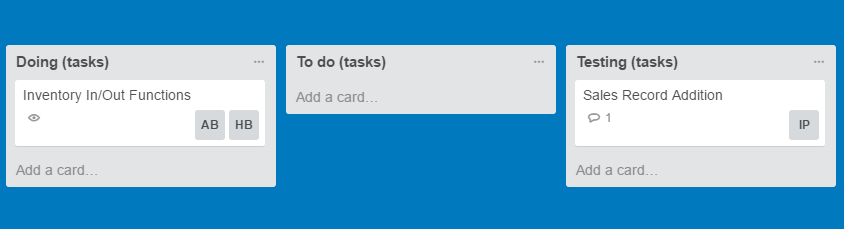 Doing (tasks)
Inventory In/Out Functions
AB HB
Add a card…
To do (tasks)
Add a card…
Testing (tasks)
Sales Record Addition
1 IP
Add a card…